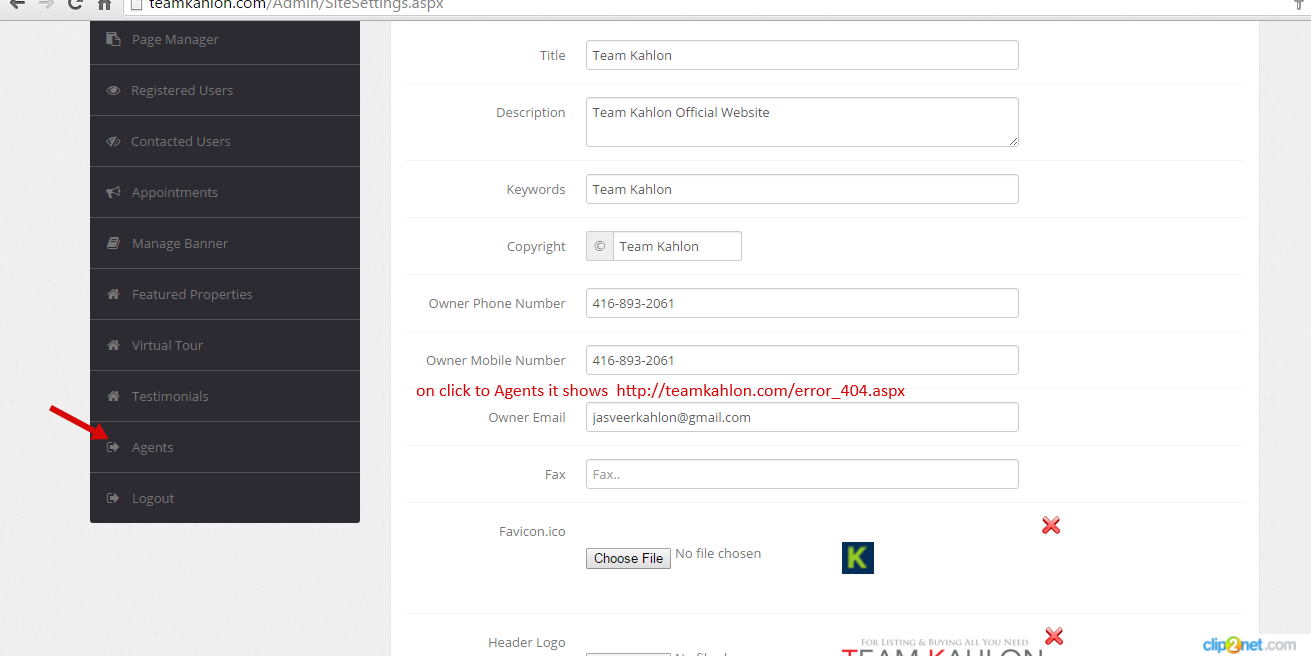 teamkahlon.com/Admin/SiteSettings.aspx
Page Manager
Registered Users
Contacted Users
Appointments
Manage Banner
Featured Properties
Virtual Tour
Testimonials
Agents
Logout
Title Team Kahlon
Description Team Kahlon Official Website
Keywords Team Kahlon
Copyright © Team Kahlon
Owner Phone Number 416-893-2061
Owner Mobile Number 416-893-2061
on click to Agents it shows http://teamkahlon.com/error_404.aspx
Owner Email jasveerkahlon@gmail.com
Fax Fax..
Favicon.ico
Choose File No file chosen
K
Header Logo
FOR LISTING & BUYING ALL YOU NEED
TEAM KAHLON
clip2net.com